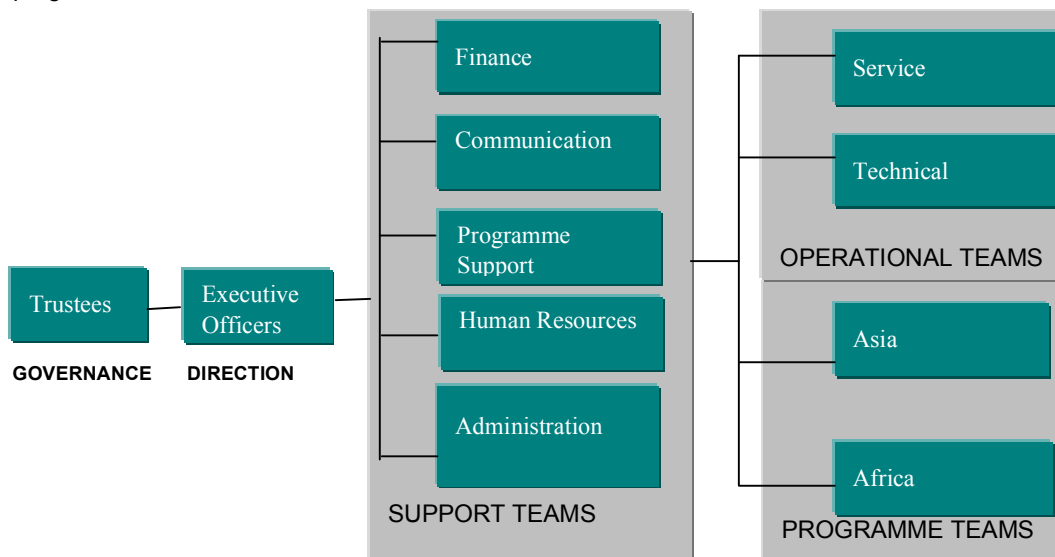 Trustees
GOVERNANCE
Executive
Officers
DIRECTION
Finance
Communication
Programme
Support
Human Resources
Administration
SUPPORT TEAMS
Service
Technical
OPERATIONAL TEAMS
Asia
Africa
PROGRAMME TEAMS